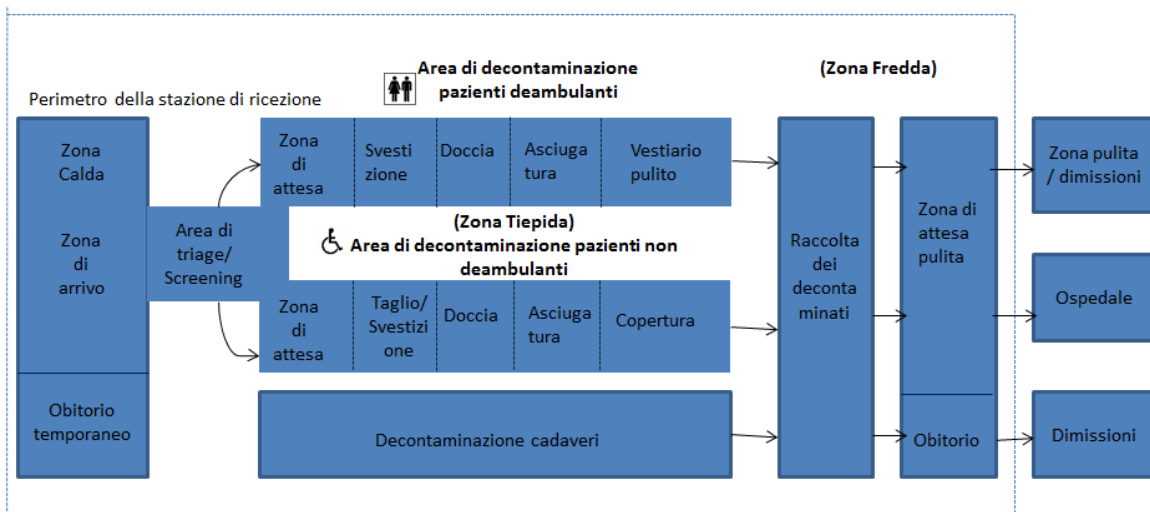 Area di decontaminazione
pazienti deambulanti
(Zona Fredda)
Perimetro della stazione di ricezione
Zona
Calda
Zona
di
arrivo
Obitorio
temporaneo
Area di
triage/
Screening
Zona
di
attesa
Svesti
zione
Doccia
Asciuga
tura
Vestiario
pulito
(Zona Tiepida)
Area di decontaminazione pazienti non
deambulanti
Zona
di
attesa
Taglio/
Svestizi
one
Doccia
Asciuga
tura
Copertura
Decontaminazione cadaveri
Raccolta
dei
deconta
minati
Zona di
attesa
pulita
Obitorio
Zona pulita
/ dimissioni
Ospedale
Dimissioni